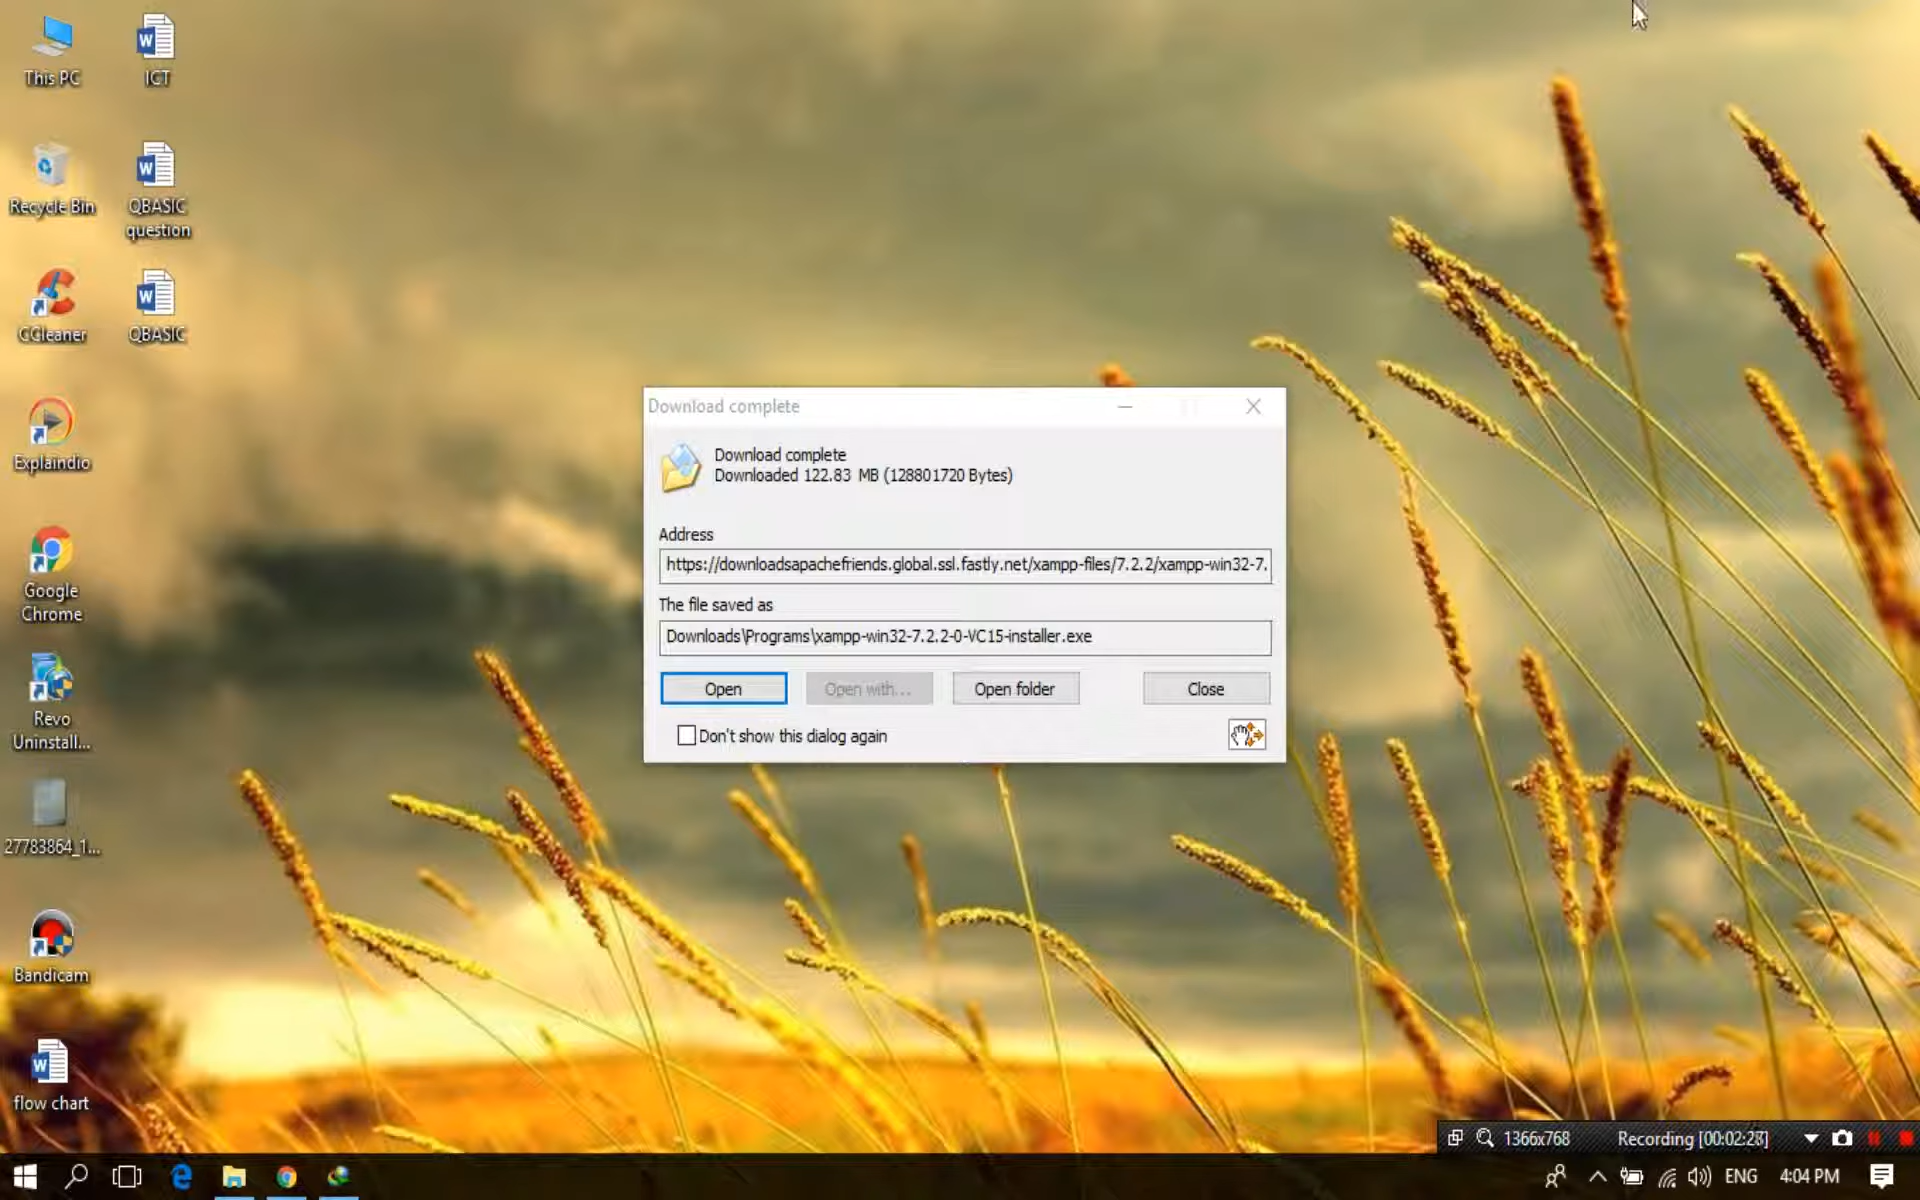 This PC
ICT
Recycle Bin
QBASIC
question
CCleaner
QBASIC
Explaindio
Google
Chrome
Revo
Uninstall...
27783864_1...
Bandicam
flow chart
Download complete
Download complete
Downloaded 122.83 MB (128801720 Bytes)
Address
https://downloadsapachefriends.global.ssl.fastly.net/xampp-files/7.2.2/xampp-win32-7.
The file saved as
Downloads\Programs\xampp-win32-7.2.2-0-VC15-installer.exe
Open
Open with...
Open folder
Close
Don't show this dialog again
1366x768
Recording [00:02:28]
ENG
4:04 PM